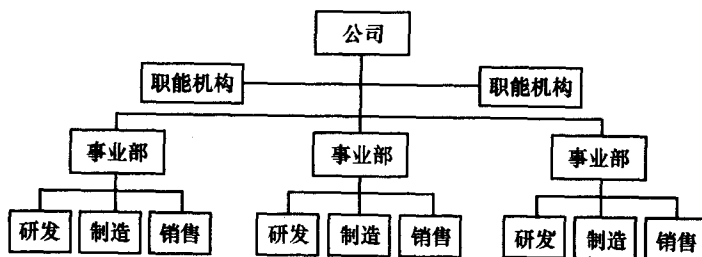 公司
职能机构 职能机构
事业部 事业部 事业部
研发 制造 销售 研发 制造 销售 研发 制造 销售